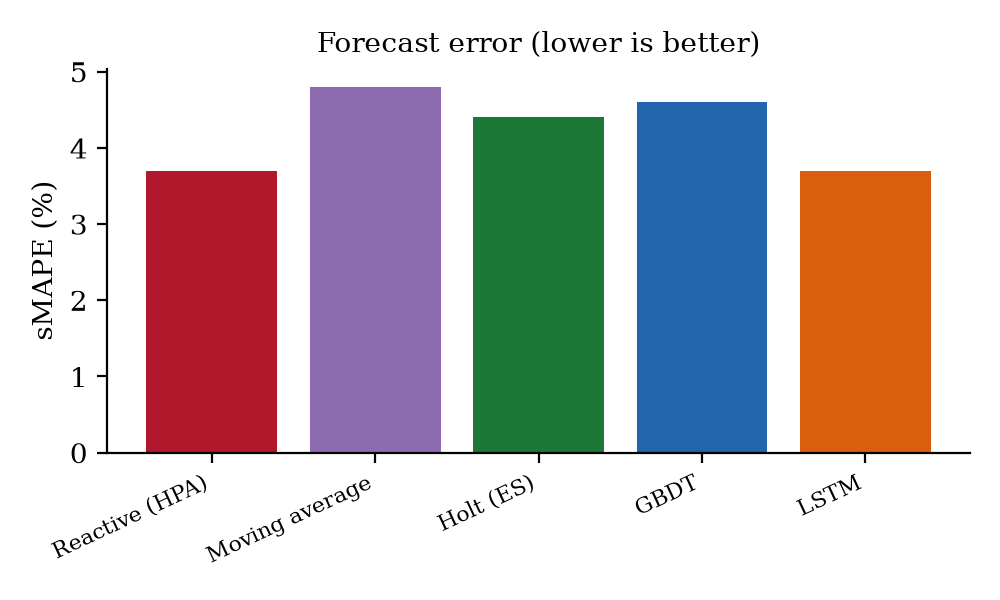 Forecast error (lower is better)
sMAPE (%)
5
4
3
2
1
0
Reactive (HPA)
Moving average
Holt (ES)
GBDT
LSTM